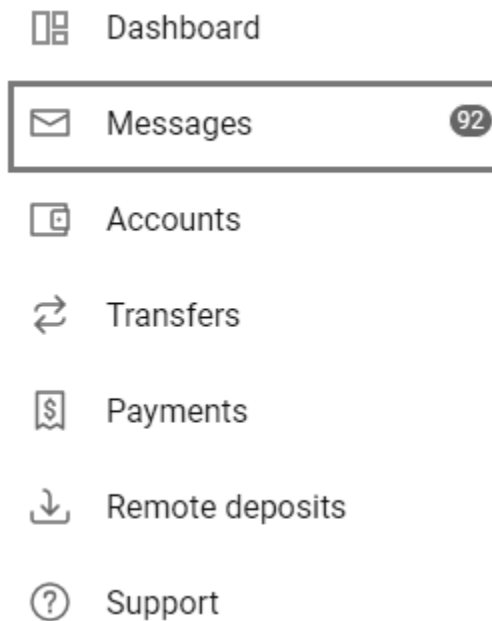 Dashboard
Messages 92
Accounts
Transfers
$ Payments
Remote deposits
? Support